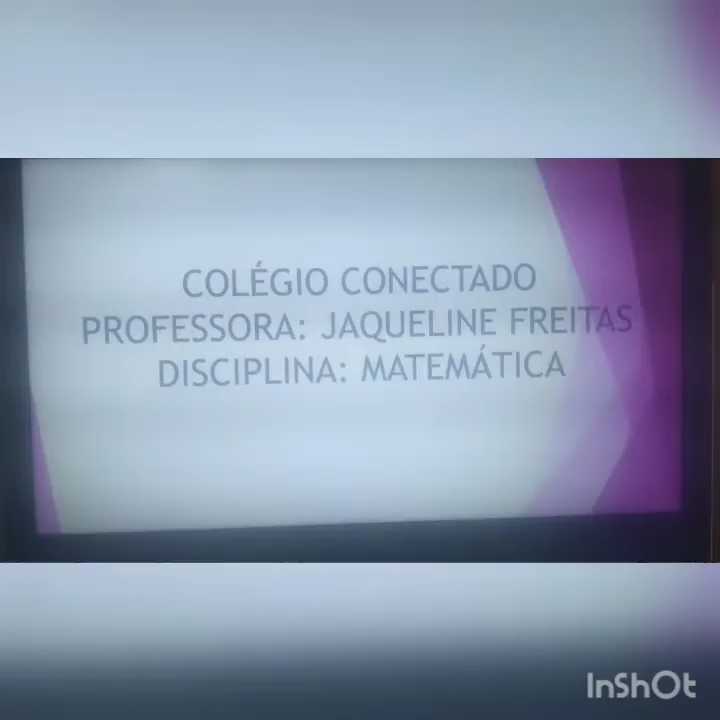 COLÉGIO CONECTADO
PROFESSORA: JAQUELINE FREITAS
DISCIPLINA: MATEMÁTICA
InShOt